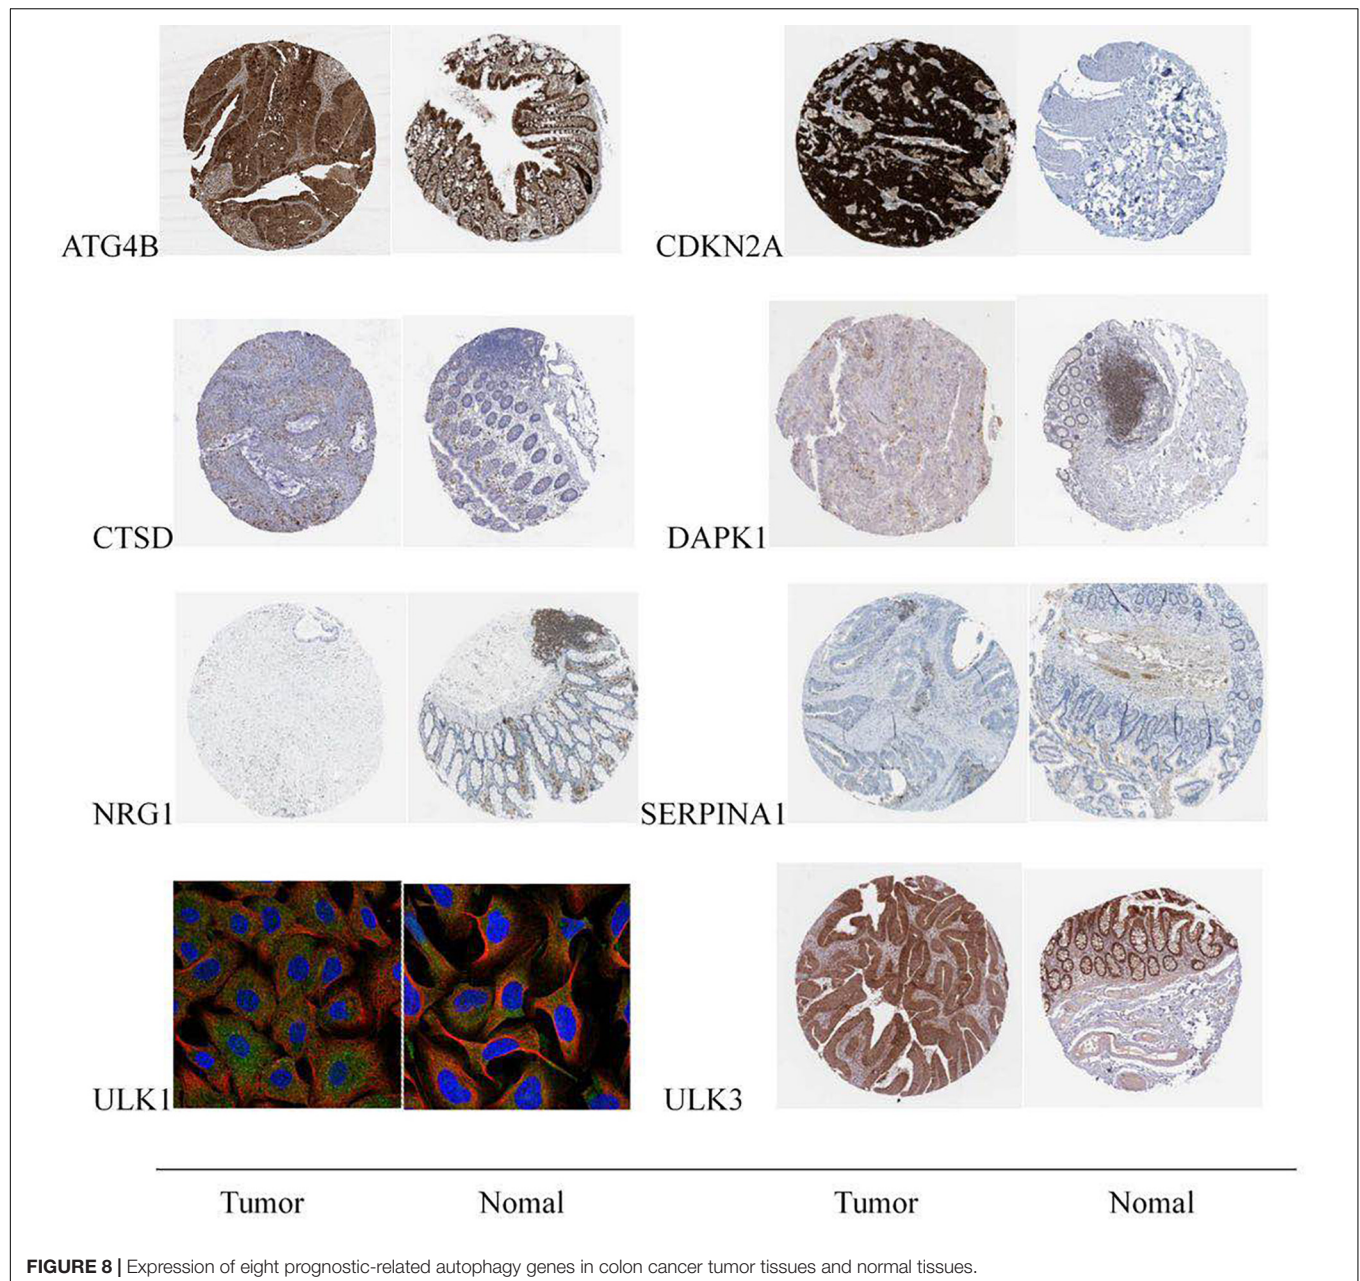 ATG4B
CDKN2A
CTSD
DAPK1
NRG1
SERPINA1
ULK1
ULK3
Tumor
Nomal
Tumor
Nomal
FIGURE 8 | Expression of eight prognostic-related autophagy genes in colon cancer tumor tissues and normal tissues.